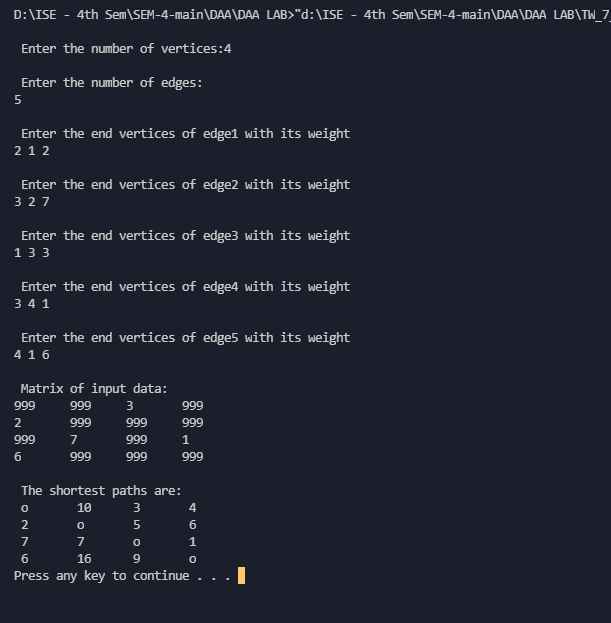 D:\ISE - 4th Sem\SEM-4-main\DAA\DAA LAB>"d:\ISE - 4th Sem\SEM-4-main\DAA\DAA LAB\TW_7_
Enter the number of vertices:4
Enter the number of edges:
5
Enter the end vertices of edge1 with its weight
2 1 2
Enter the end vertices of edge2 with its weight
3 2 7
Enter the end vertices of edge3 with its weight
1 3 3
Enter the end vertices of edge4 with its weight
3 4 1
Enter the end vertices of edge5 with its weight
4 1 6
Matrix of input data:
999 999 3 999
2 999 999 999
999 7 999 1
6 999 999 999
The shortest paths are:
o 10 3 4
2 o 5 6
7 7 o 1
6 16 9 o
Press any key to continue . . .